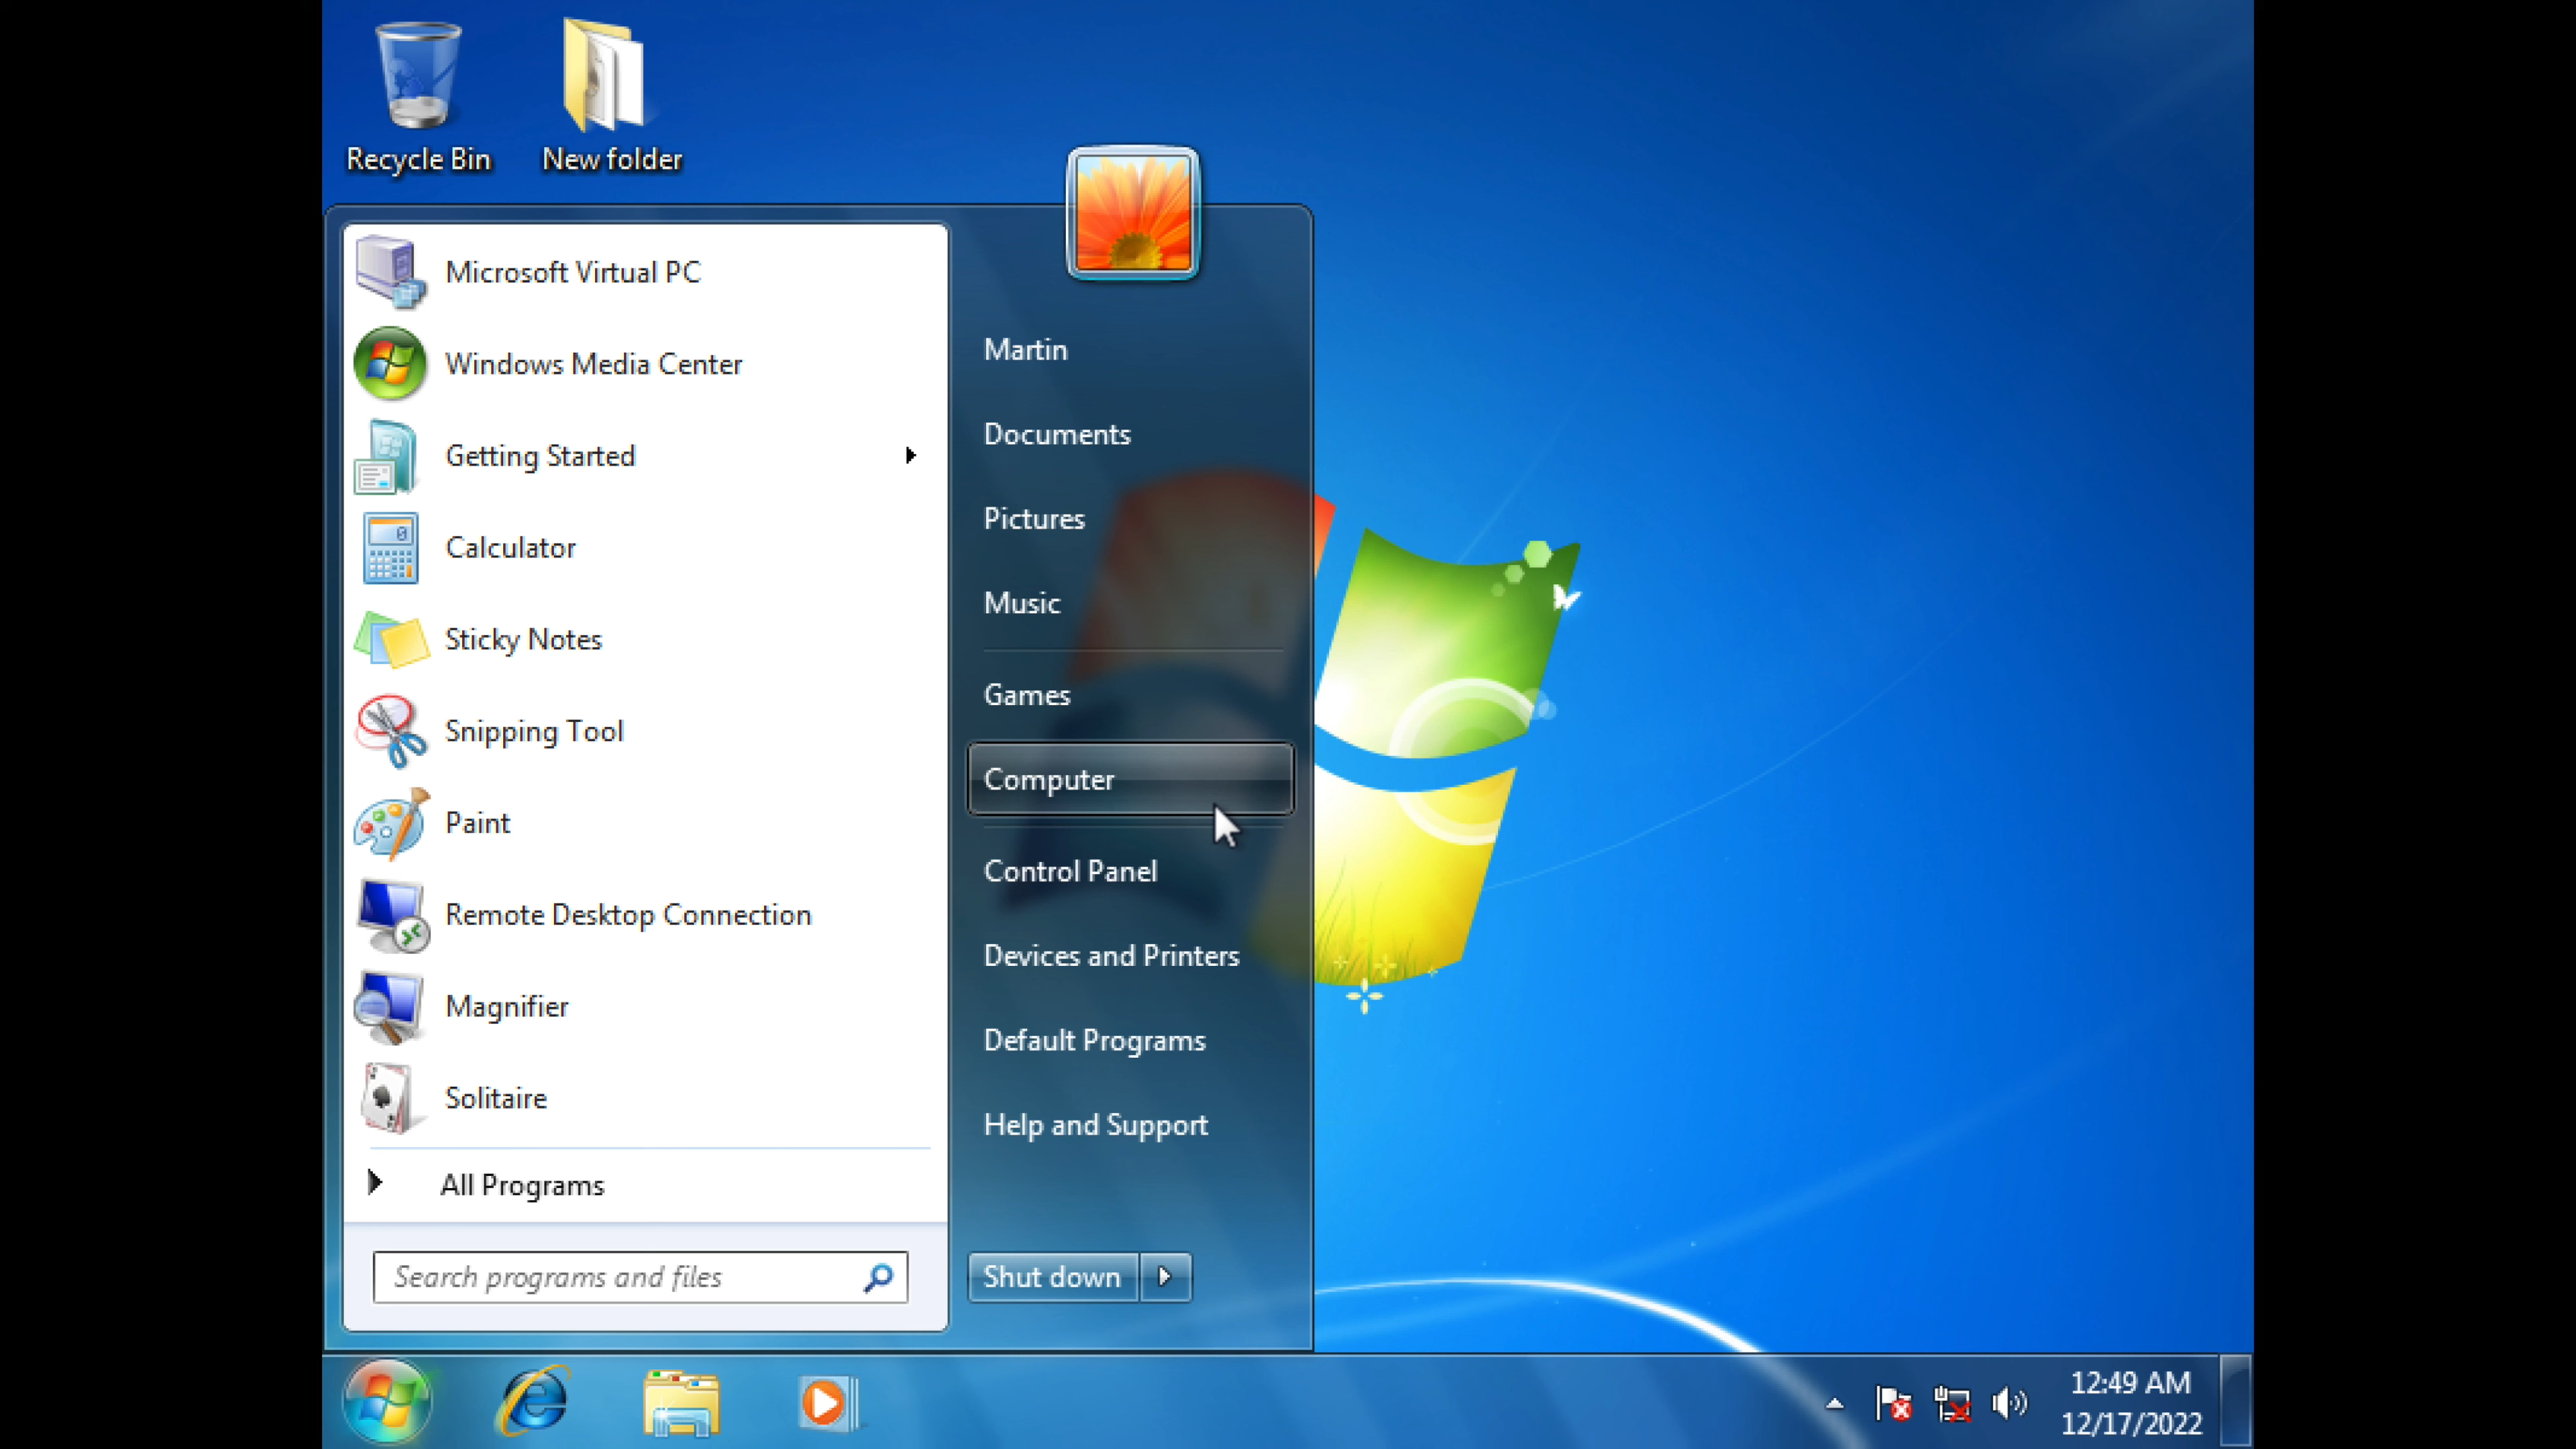 Recycle Bin
New folder
Microsoft Virtual PC
Windows Media Center
Getting Started
Calculator
Sticky Notes
Snipping Tool
Paint
Remote Desktop Connection
Magnifier
Solitaire
All Programs
Search programs and files
Martin
Documents
Pictures
Music
Games
Computer
Control Panel
Devices and Printers
Default Programs
Help and Support
Shut down
12:49 AM
12/17/2022